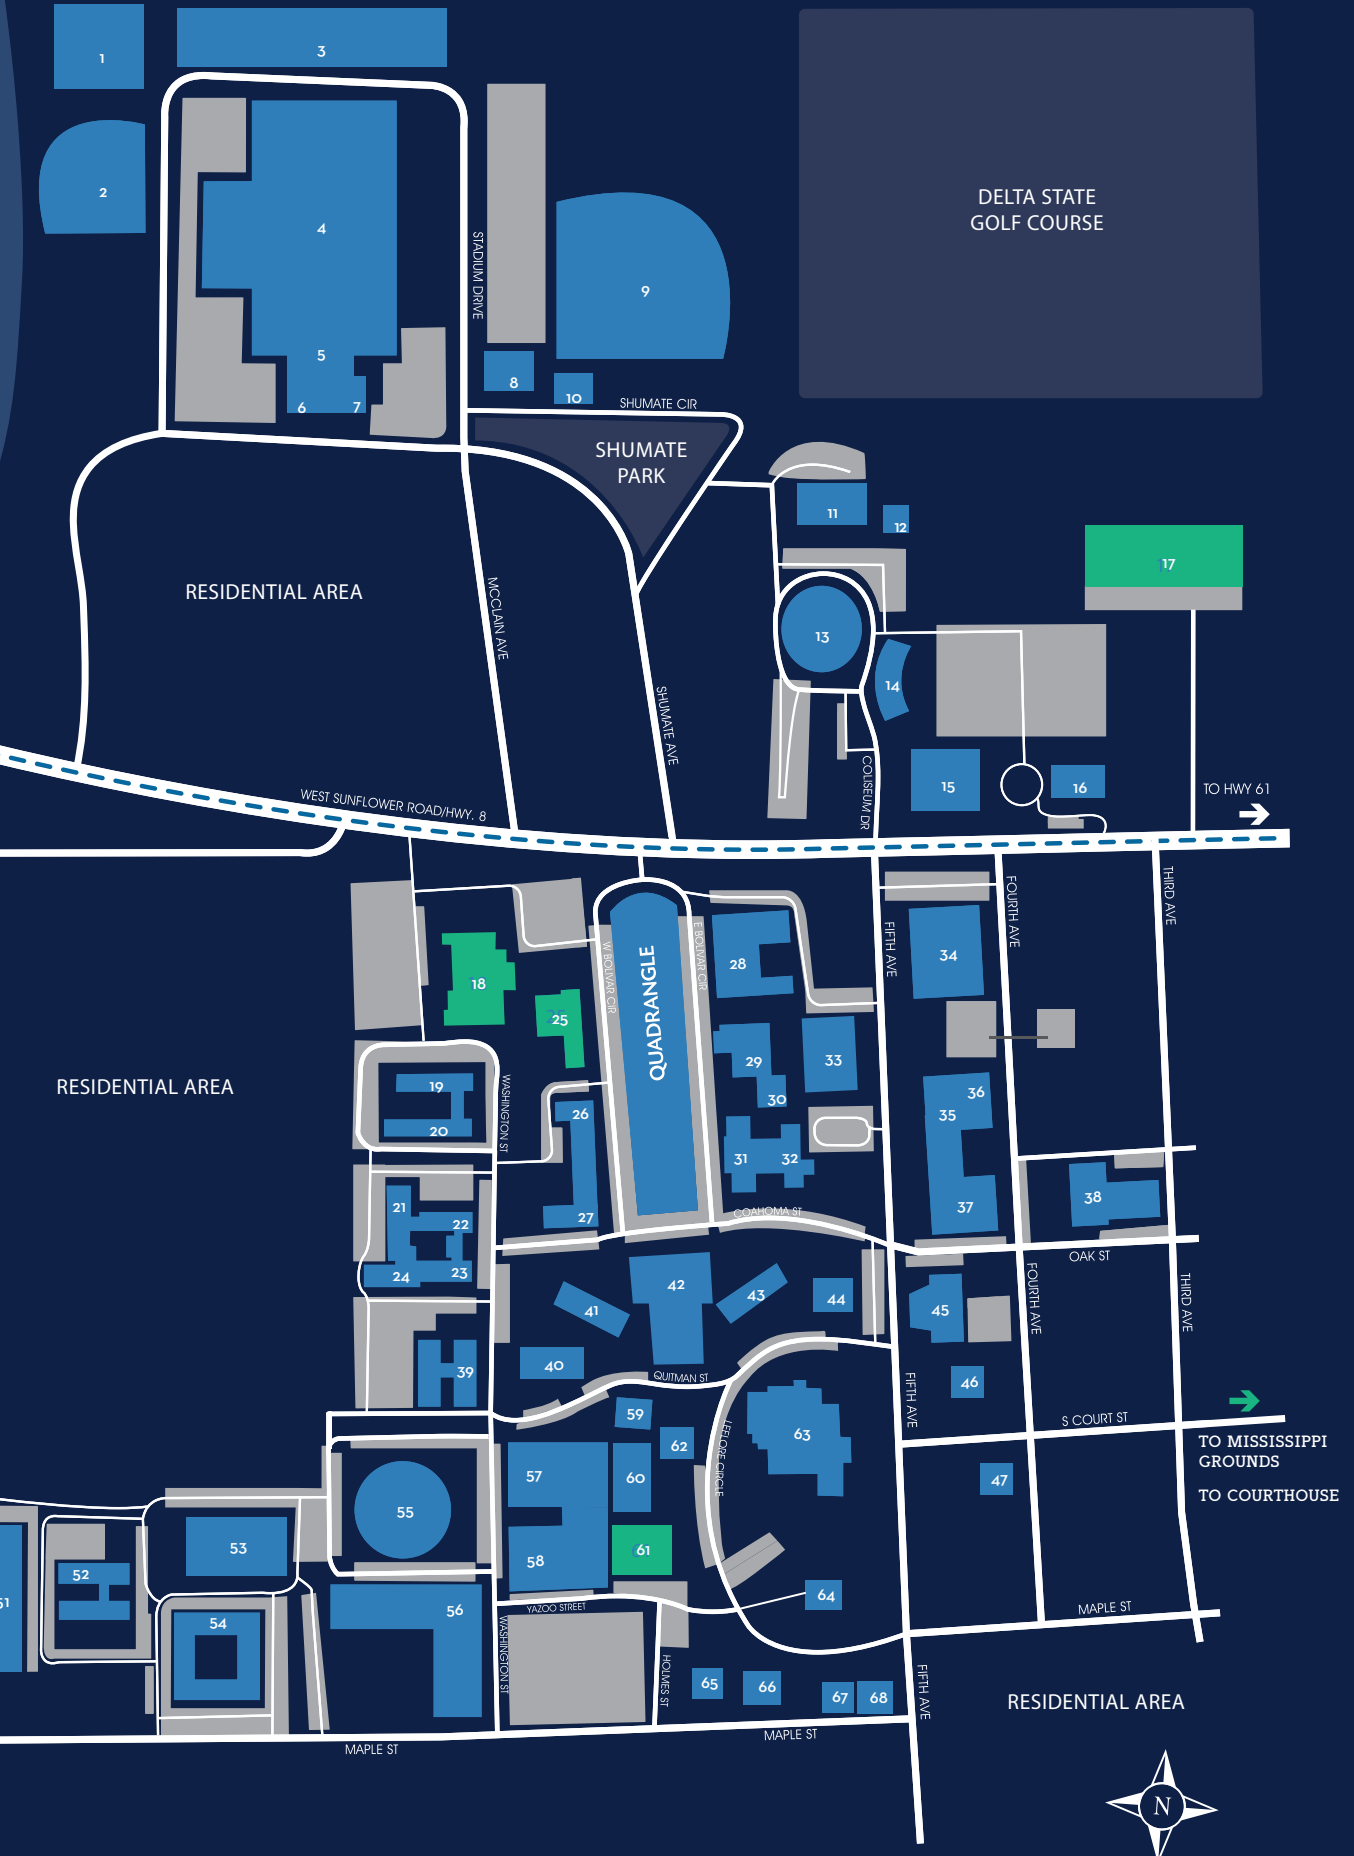 1
3
2
4
5
6
7
STADIUM DRIVE
9
8
10
SHUMATE CIR
SHUMATE
PARK
DELTA STATE
GOLF COURSE
11
12
17
13
14
15
16
RESIDENTIAL AREA
MCCLAIN AVE
SHUMATE AVE
COLISEUM DR
WEST SUNFLOWER ROAD/HWY. 8
TO HWY 61
18
25
W BOLIVAR CIR
QUADRANGLE
E BOLIVAR CIR
28
FIFTH AVE
34
FOURTH AVE
THIRD AVE
RESIDENTIAL AREA
19
20
WASHINGTON ST
26
27
29
30
33
31
32
COAHOMA ST
36
35
37
38
OAK ST
21
22
23
24
41
42
43
44
45
FOURTH AVE
THIRD AVE
39
40
QUITMAN ST
46
FIFTH AVE
59
62
LEFLORE CIRCLE
63
S COURT ST
TO MISSISSIPPI
GROUNDS
TO COURTHOUSE
47
57
60
55
53
58
61
51
52
54
56
YAZOO STREET
64
MAPLE ST
WASHINGTON ST
HOLMES ST
65
66
67
68
FIFTH AVE
RESIDENTIAL AREA
MAPLE ST
MAPLE ST
N